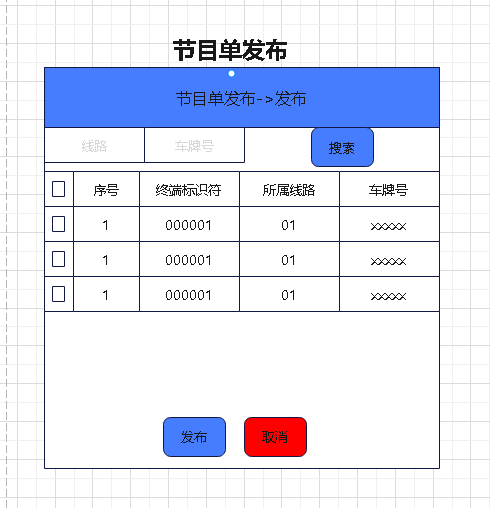 节目单发布
节目单发布->发布
线路 车牌号 搜索
序号 终端标识符 所属线路 车牌号
1 000001 01 xxxxx
1 000001 01 xxxxx
1 000001 01 xxxxx
发布 取消